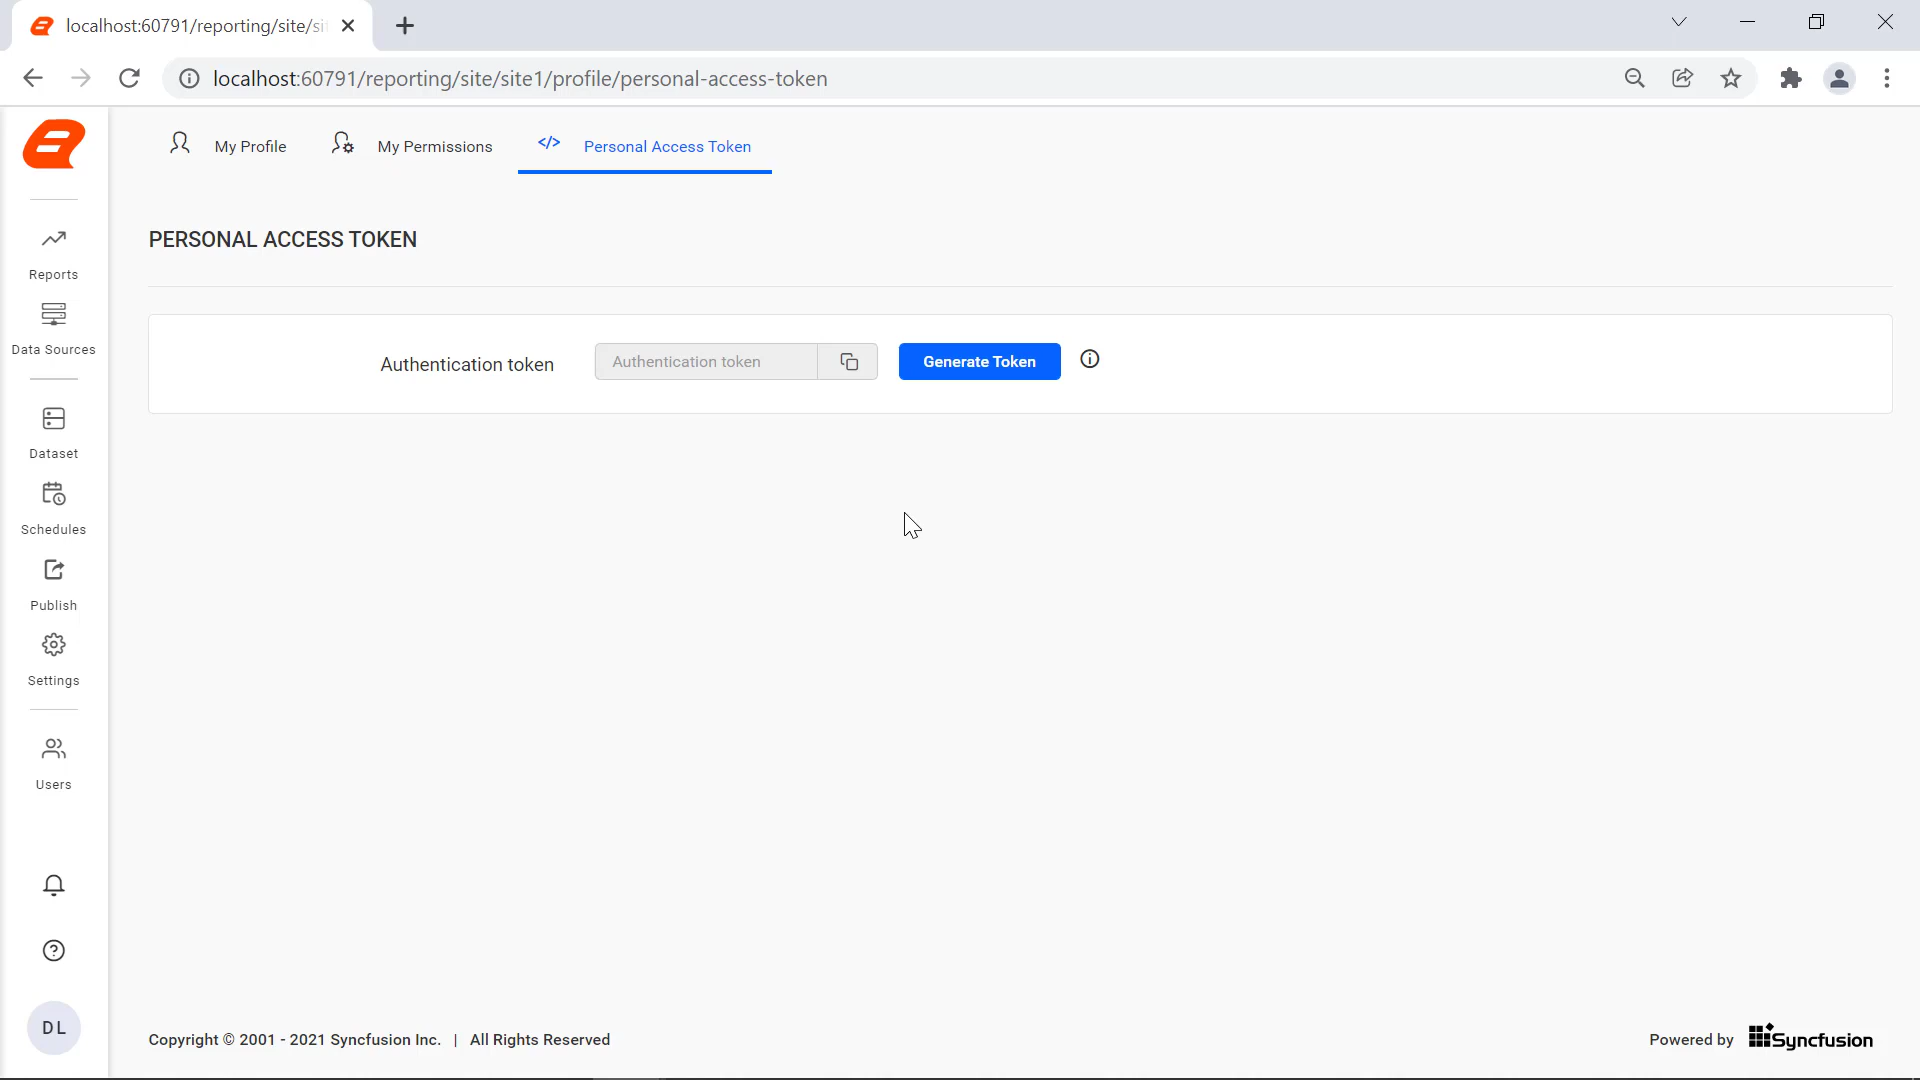 localhost:60791/reporting/site/si
localhost:60791/reporting/site/site1/profile/personal-access-token
My Profile
My Permissions
</> Personal Access Token
PERSONAL ACCESS TOKEN
Authentication token
Authentication token
Generate Token
Reports
Data Sources
Dataset
Schedules
Publish
Settings
Users
DL
Copyright © 2001 - 2021 Syncfusion Inc. | All Rights Reserved
Powered by Syncfusion